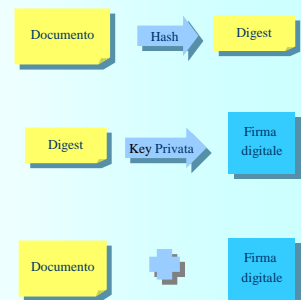 Documento
Hash
Digest
Digest
Key Privata
Firma
digitale
Documento
Firma
digitale